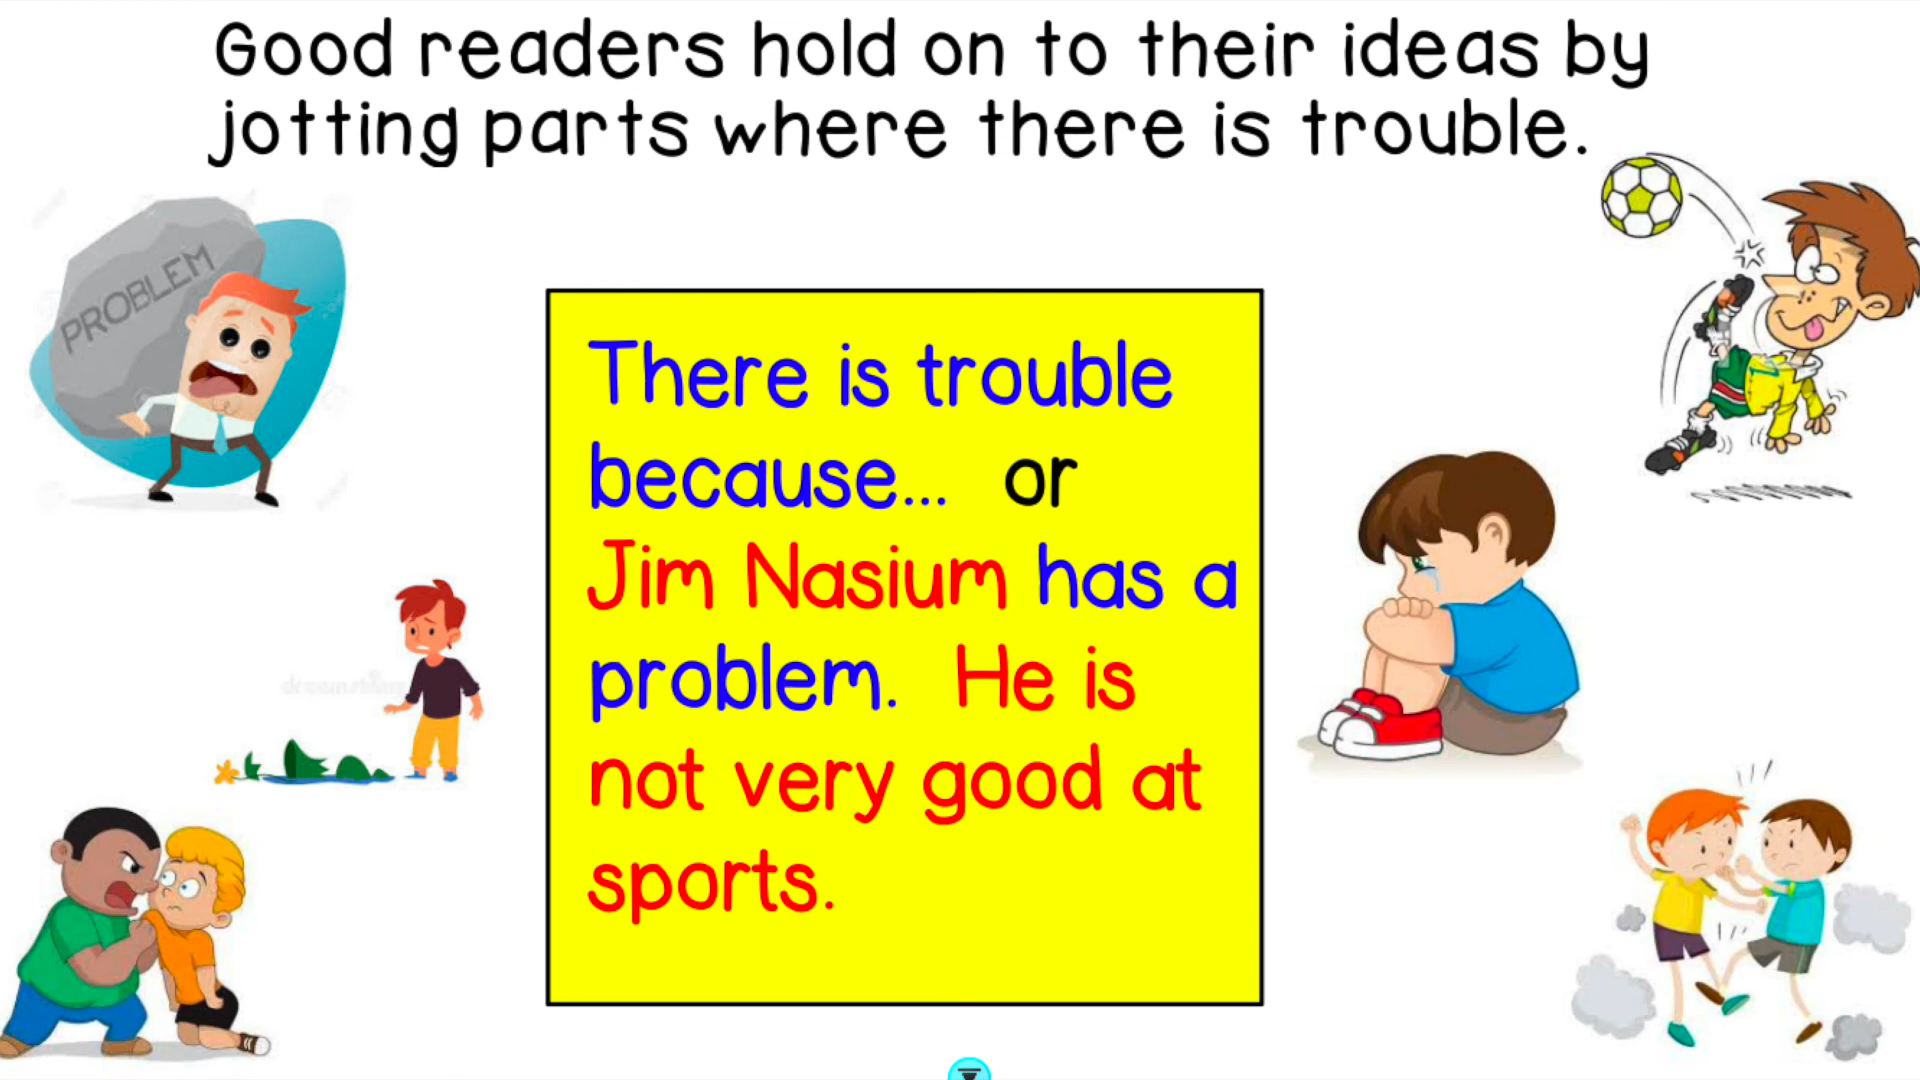 Good readers hold on to their ideas by
jotting parts where there is trouble.
PROBLEM
There is trouble
because... or
Jim Nasium has a
problem. He is
not very good at
sports.
dreamstime